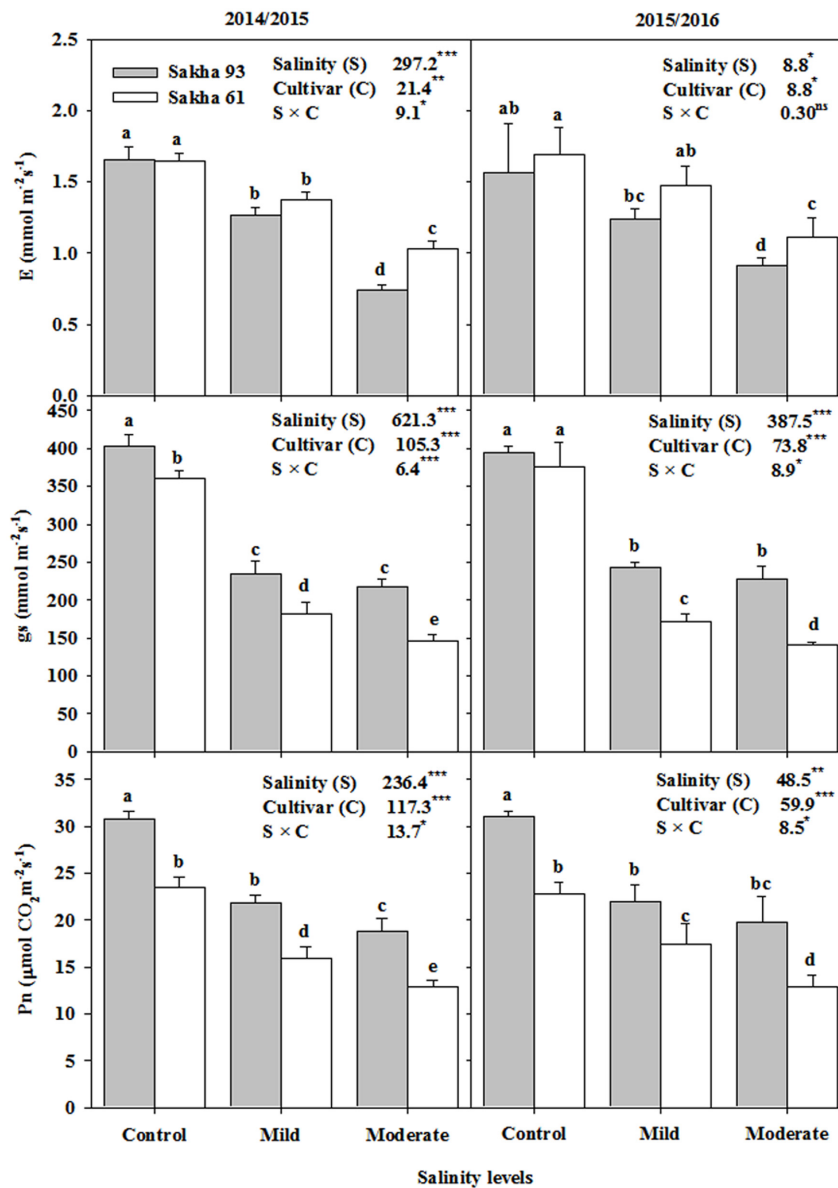 2014/2015
2015/2016
E (mmol m⁻²s⁻¹)
2.5
2.0
1.5
1.0
0.5
0.0
Sakha 93
Sakha 61
Salinity (S) 297.2***
Cultivar (C) 21.4**
S × C 9.1*
a a b b d c
Salinity (S) 8.8*
Cultivar (C) 8.8*
S × C 0.30ns
ab a bc ab d c
gs (mmol m⁻²s⁻¹)
450
400
350
300
250
200
150
100
50
0
Salinity (S) 621.3***
Cultivar (C) 105.3***
S × C 6.4***
a b c d c e
Salinity (S) 387.5***
Cultivar (C) 73.8***
S × C 8.9*
a a b c b d
Pn (µmol CO₂m⁻²s⁻¹)
35
30
25
20
15
10
5
0
Salinity (S) 236.4***
Cultivar (C) 117.3***
S × C 13.7*
a b b d c e
Salinity (S) 48.5**
Cultivar (C) 59.9***
S × C 8.5*
a b b c bc d
Control Mild Moderate
Control Mild Moderate
Salinity levels